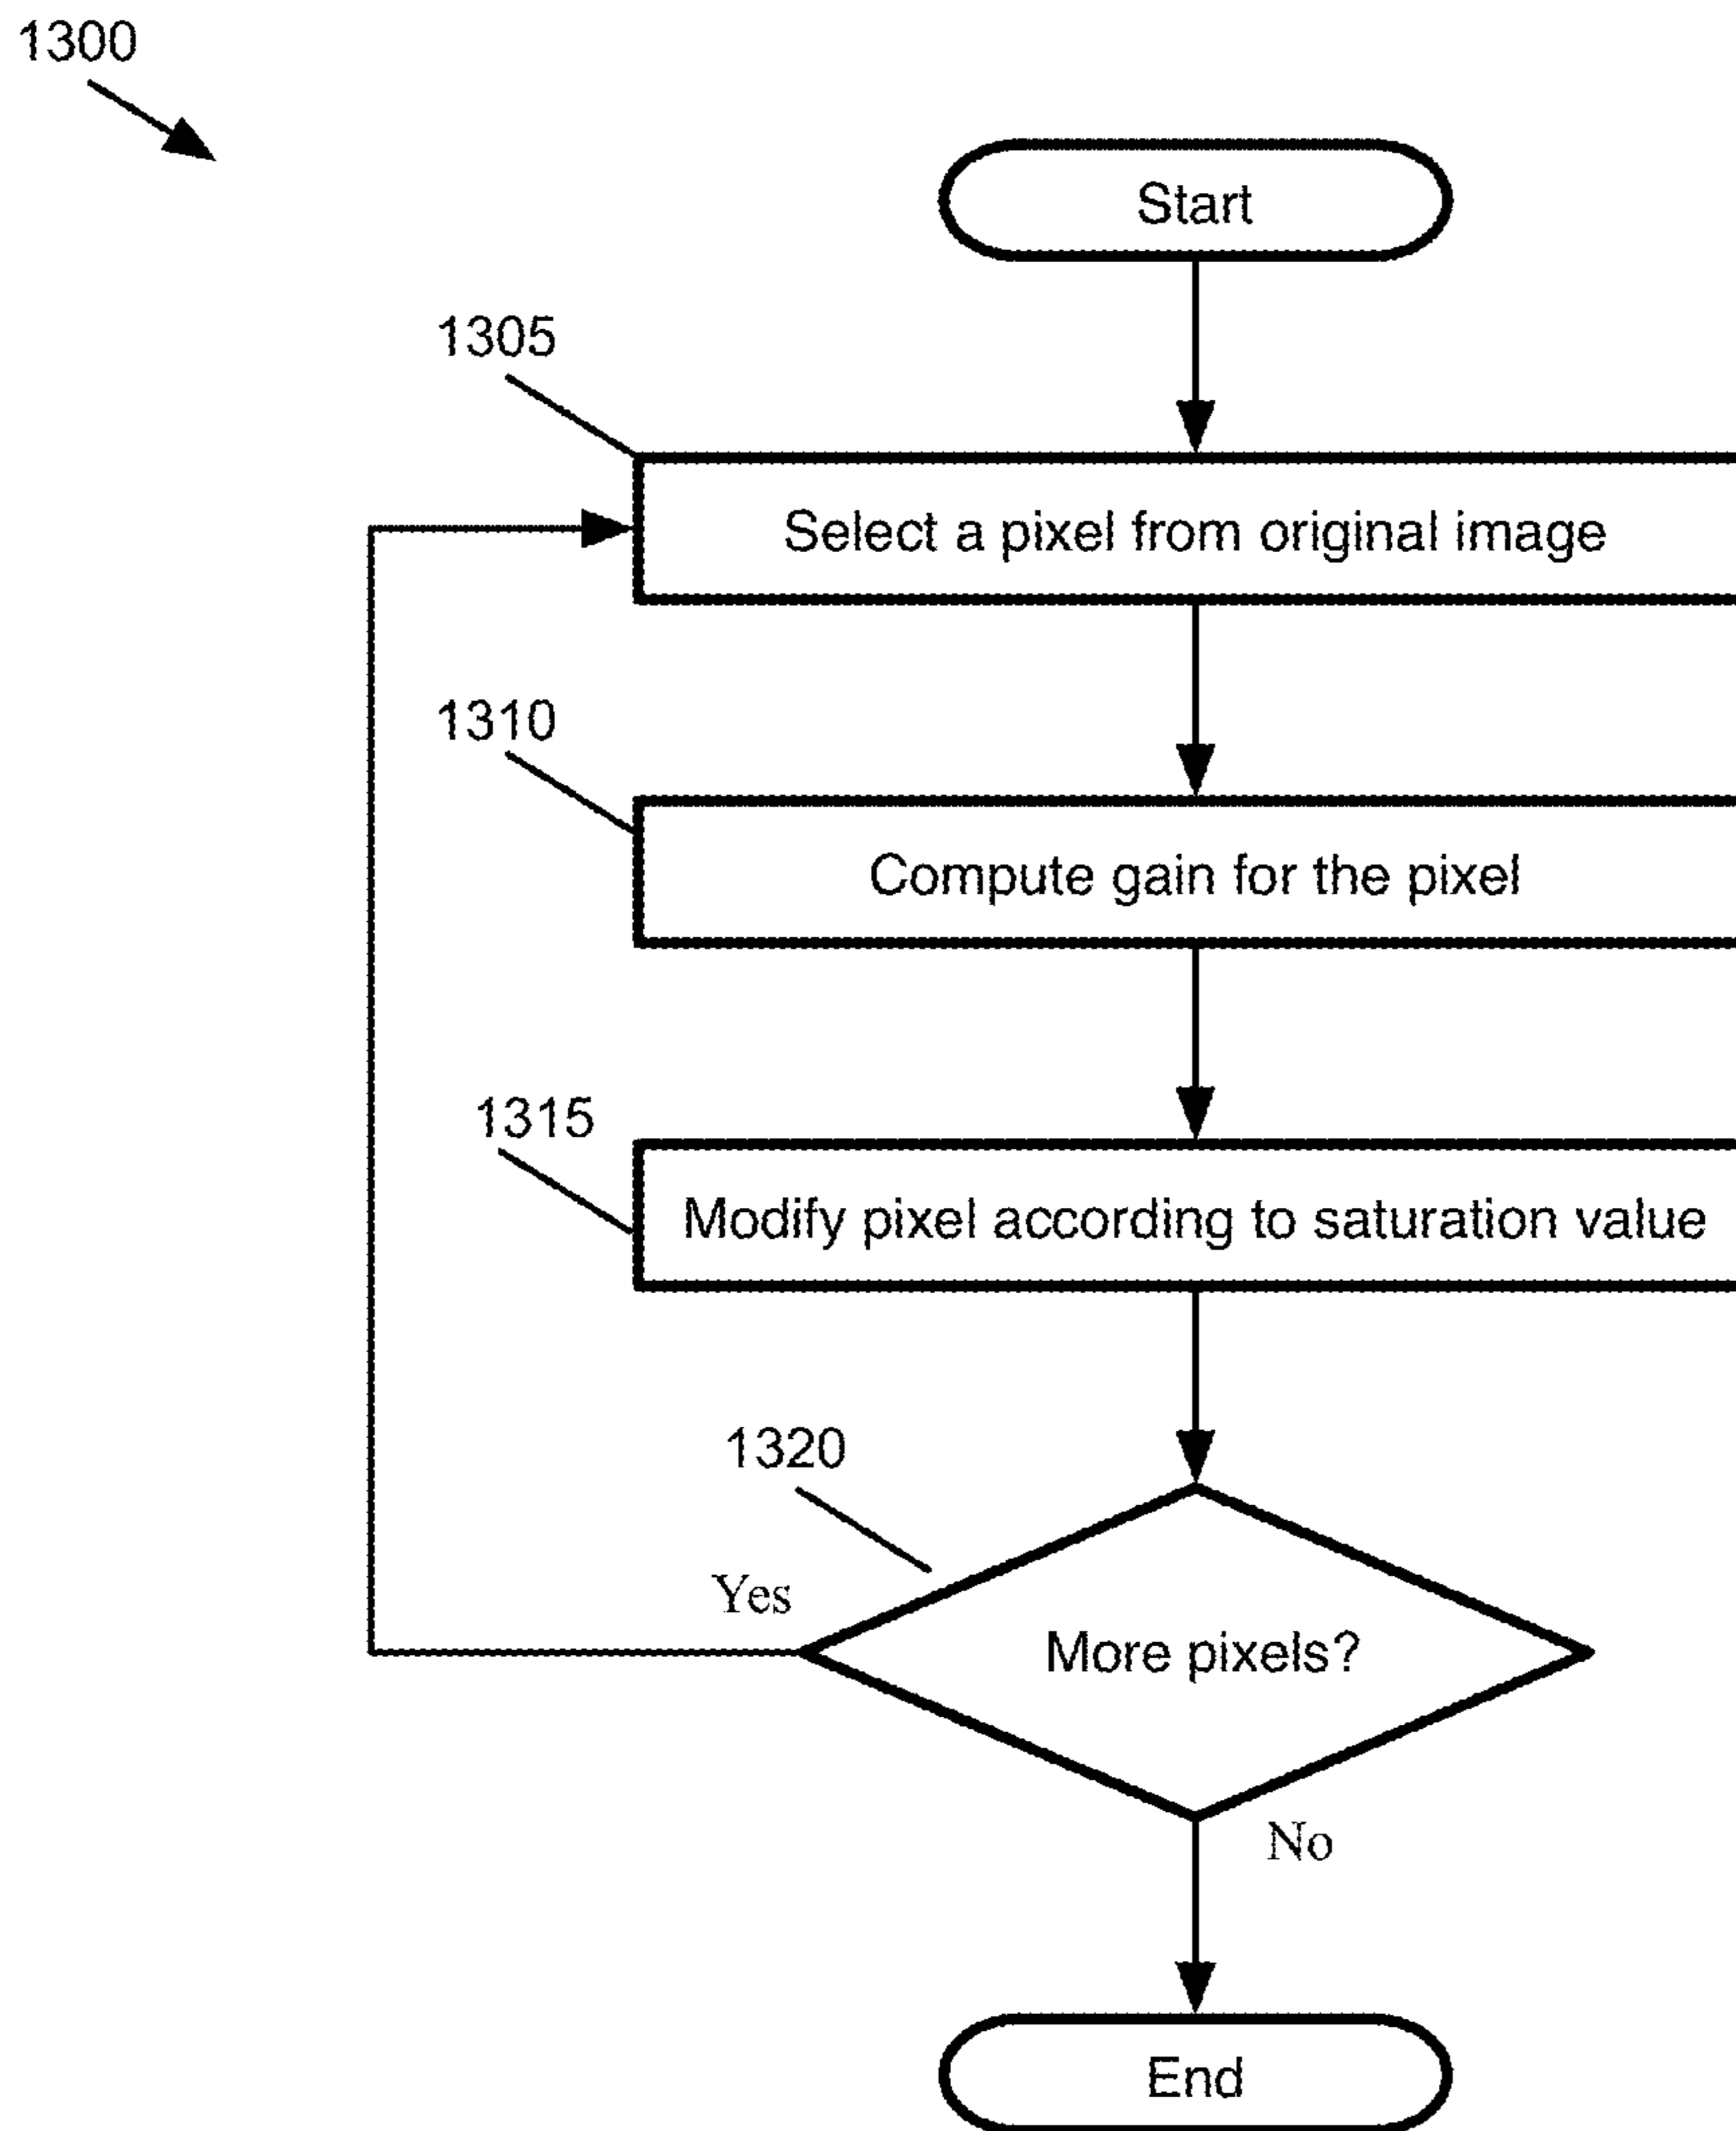 1300
Start
1305
Select a pixel from original image
1310
Compute gain for the pixel
1315
Modify pixel according to saturation value
1320
Yes
More pixels?
No
End